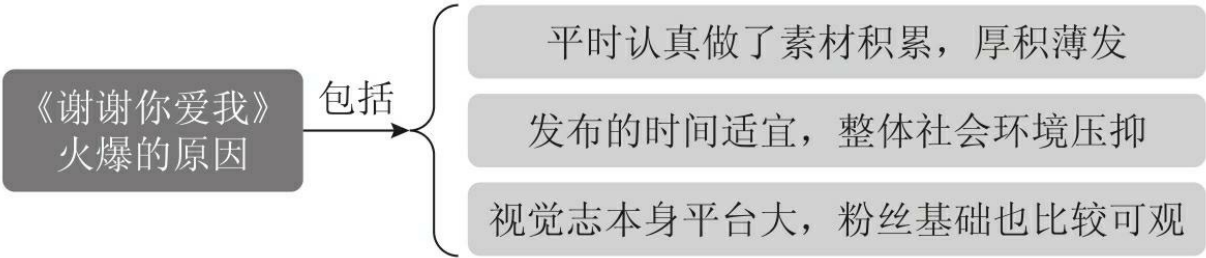 《谢谢你爱我》
火爆的原因
包括
平时认真做了素材积累，厚积薄发
发布的时间适宜，整体社会环境压抑
视觉志本身平台大，粉丝基础也比较可观